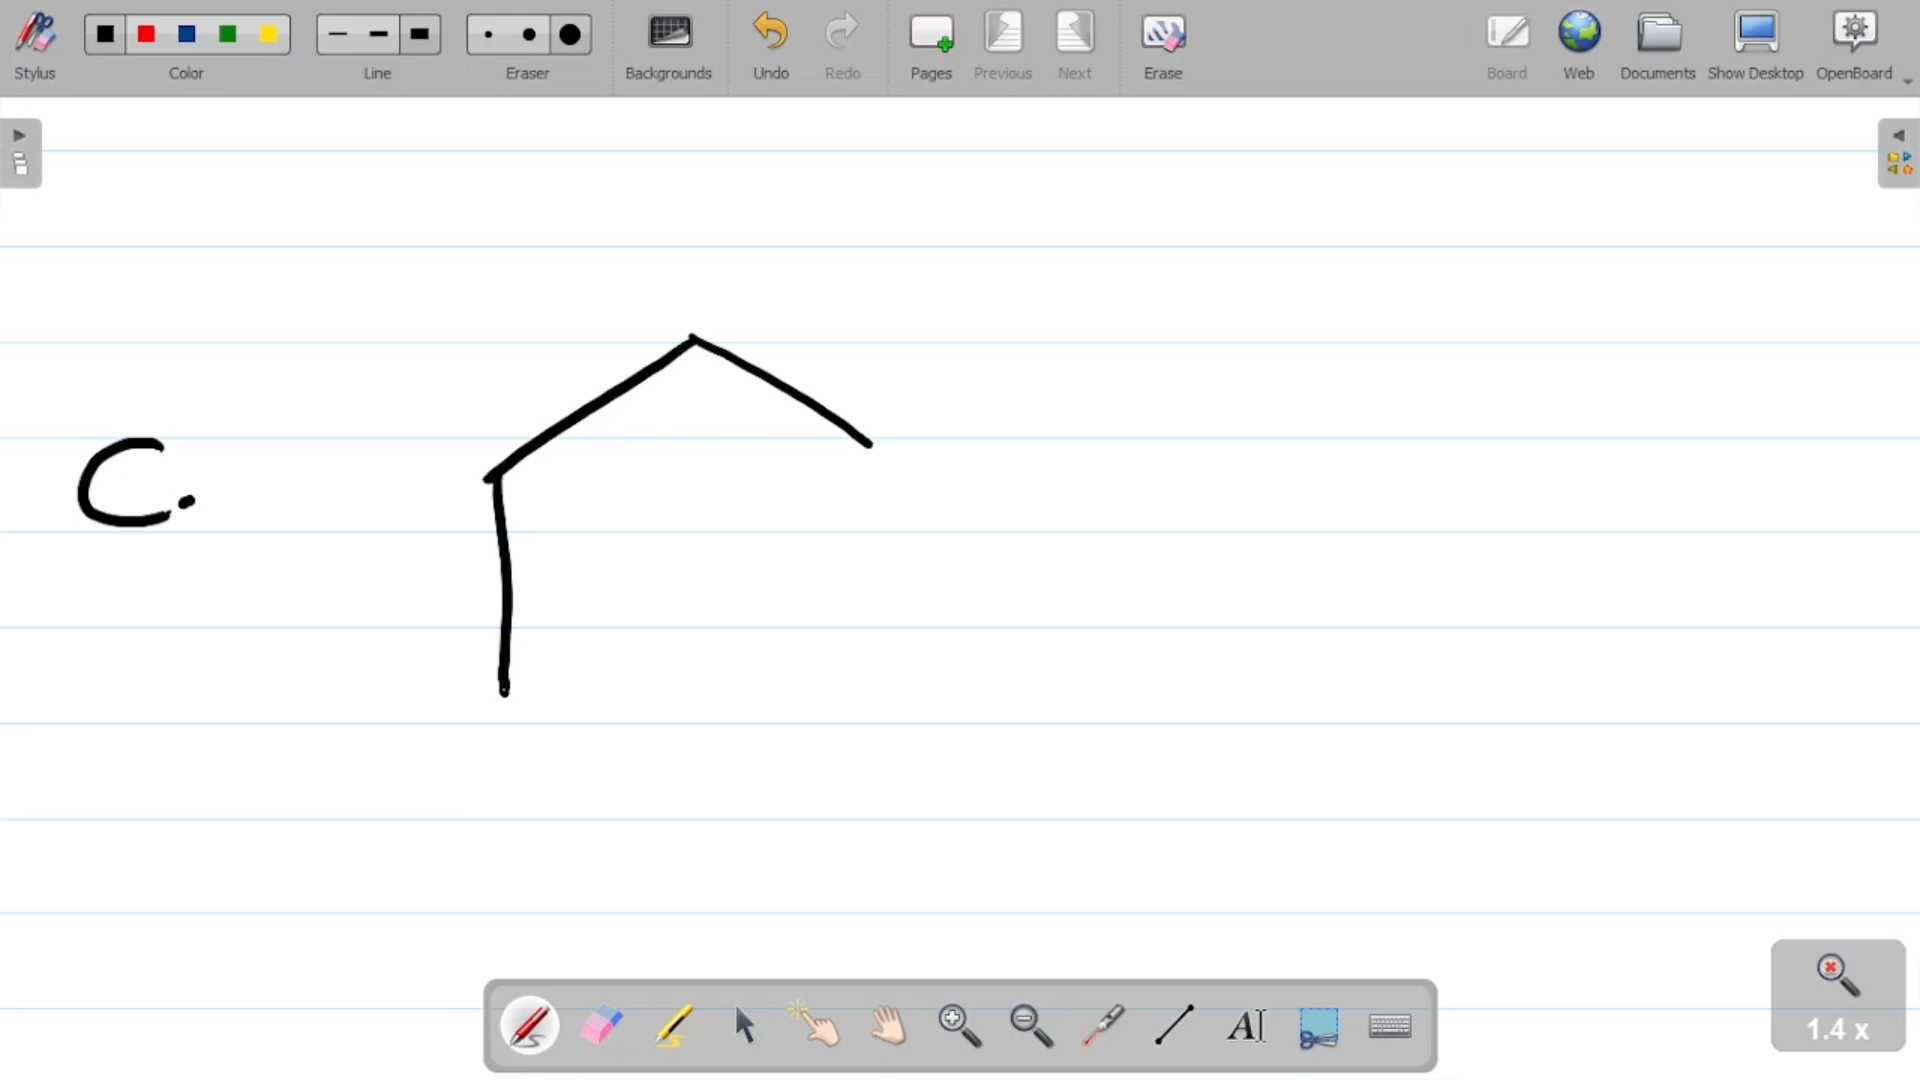 Stylus
Color
Line
Eraser
Backgrounds
Undo
Redo
Pages
Previous
Next
Erase
Board
Web
Documents
Show Desktop
OpenBoard
C.
A
1.4 x